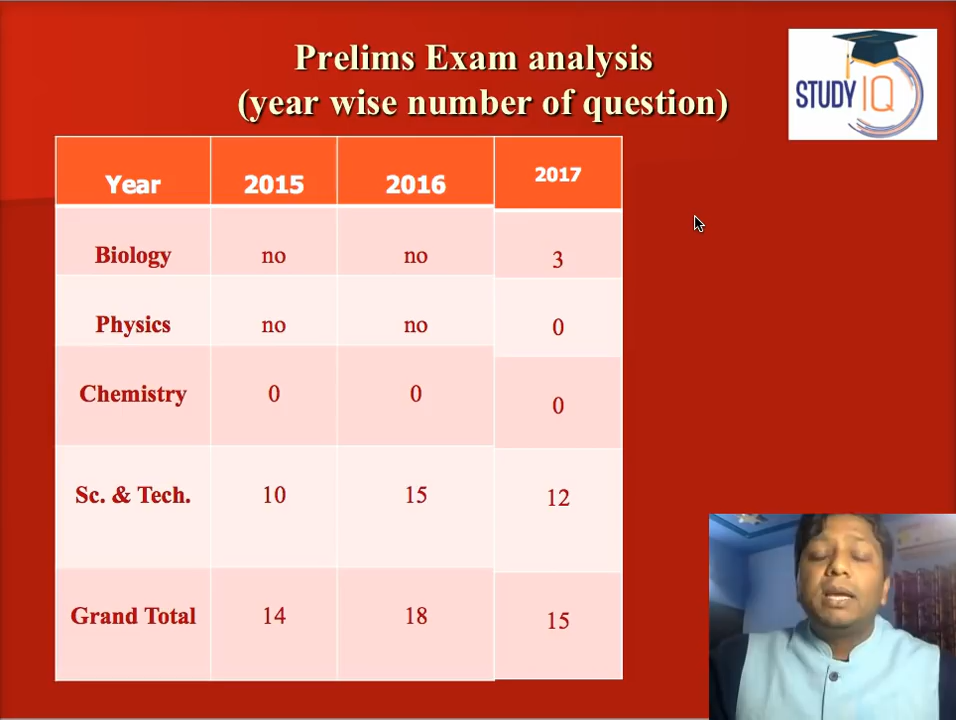 Prelims Exam analysis
(year wise number of question)
STUDY IQ
Year 2015 2016 2017
Biology no no 3
Physics no no 0
Chemistry 0 0 0
Sc. & Tech. 10 15 12
Grand Total 14 18 15